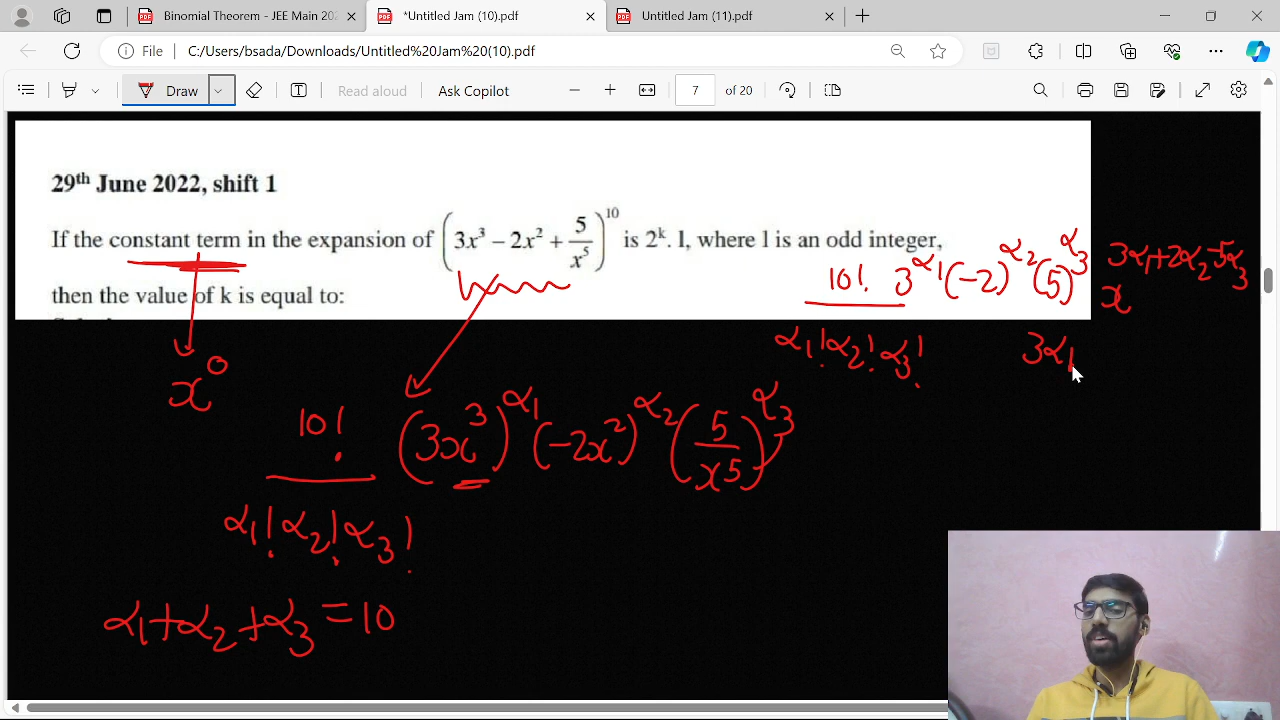 Binomial Theorem - JEE Main 202
*Untitled Jam (10).pdf
Untitled Jam (11).pdf
File C:/Users/bsada/Downloads/Untitled%20Jam%20(10).pdf
Draw Read aloud Ask Copilot 7 of 20
29th June 2022, shift 1
If the constant term in the expansion of (3x³ − 2x² + 5/x⁵)¹⁰ is 2ᵏ. l, where l is an odd integer,
then the value of k is equal to:
10!/(α₁! α₂! α₃!) 3^α₁ (-2)^α₂ (5)^α₃ x^(3α₁+2α₂-5α₃)
3α₁
x⁰
10!/(α₁! α₂! α₃!) (3x³)^α₁ (-2x²)^α₂ (5/x⁵)^α₃
α₁+α₂+α₃=10